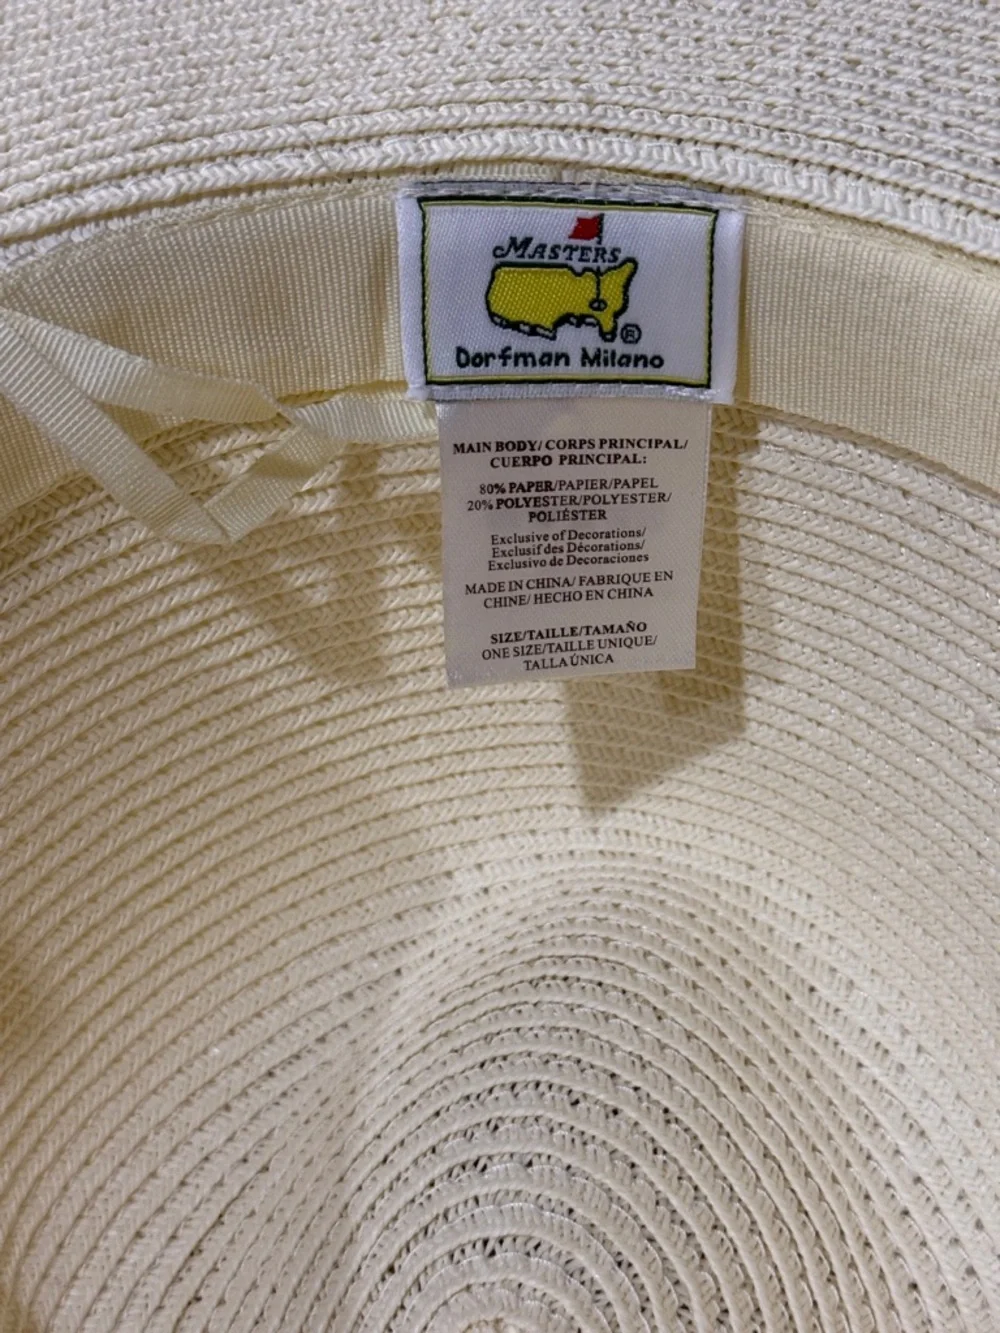 MASTERS
®
Dorfman Milano
MAIN BODY/ CORPS PRINCIPAL/
CUERPO PRINCIPAL:
80% PAPER/PAPIER/PAPEL
20% POLYESTER/POLYESTER/
POLIÉSTER
Exclusive of Decorations/
Exclusif des Décorations/
Exclusivo de Decoraciones
MADE IN CHINA/ FABRIQUE EN
CHINE/ HECHO EN CHINA
SIZE/TAILLE/TAMAÑO
ONE SIZE/TAILLE UNIQUE/
TALLA ÚNICA